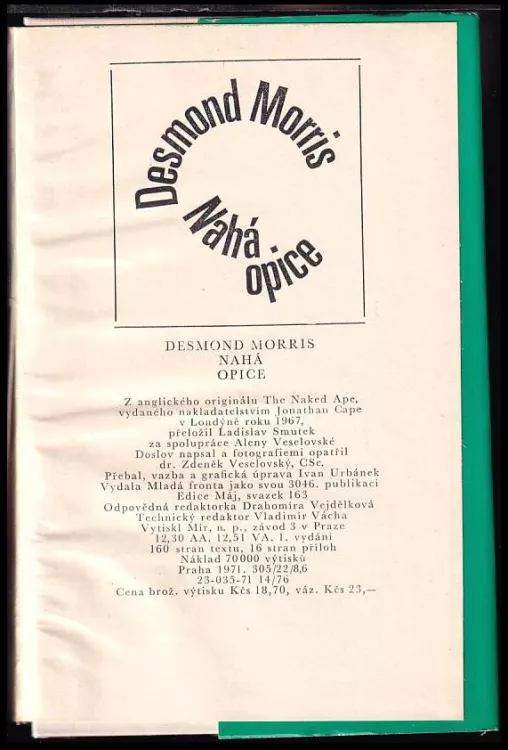 Desmond Morris
Nahá
opice
DESMOND MORRIS
NAHÁ
OPICE
Z anglického originálu The Naked Ape,
vydaného nakladatelstvím Jonathan Cape
v Londýně roku 1967,
přeložil Ladislav Smutek
za spolupráce Aleny Veselovské
Doslov napsal a fotografiemi opatřil
dr. Zdeněk Veselovský, CSc.
Přebal, vazba a grafická úprava Ivan Urbánek
Vydala Mladá fronta jako svou 3046. publikaci
Edice Máj, svazek 163
Odpovědná redaktorka Drahomíra Vejdělková
Technický redaktor Vladimír Vácha
Vytiskl Mír, n. p., závod 3 v Praze
12,30 AA. 12,51 VA. 1. vydání
160 stran textu, 16 stran příloh
Náklad 70000 výtisků
Praha 1971. 305/22/8,6
23-035-71 14/76
Cena brož. výtisku Kčs 18,70, váz. Kčs 23,—